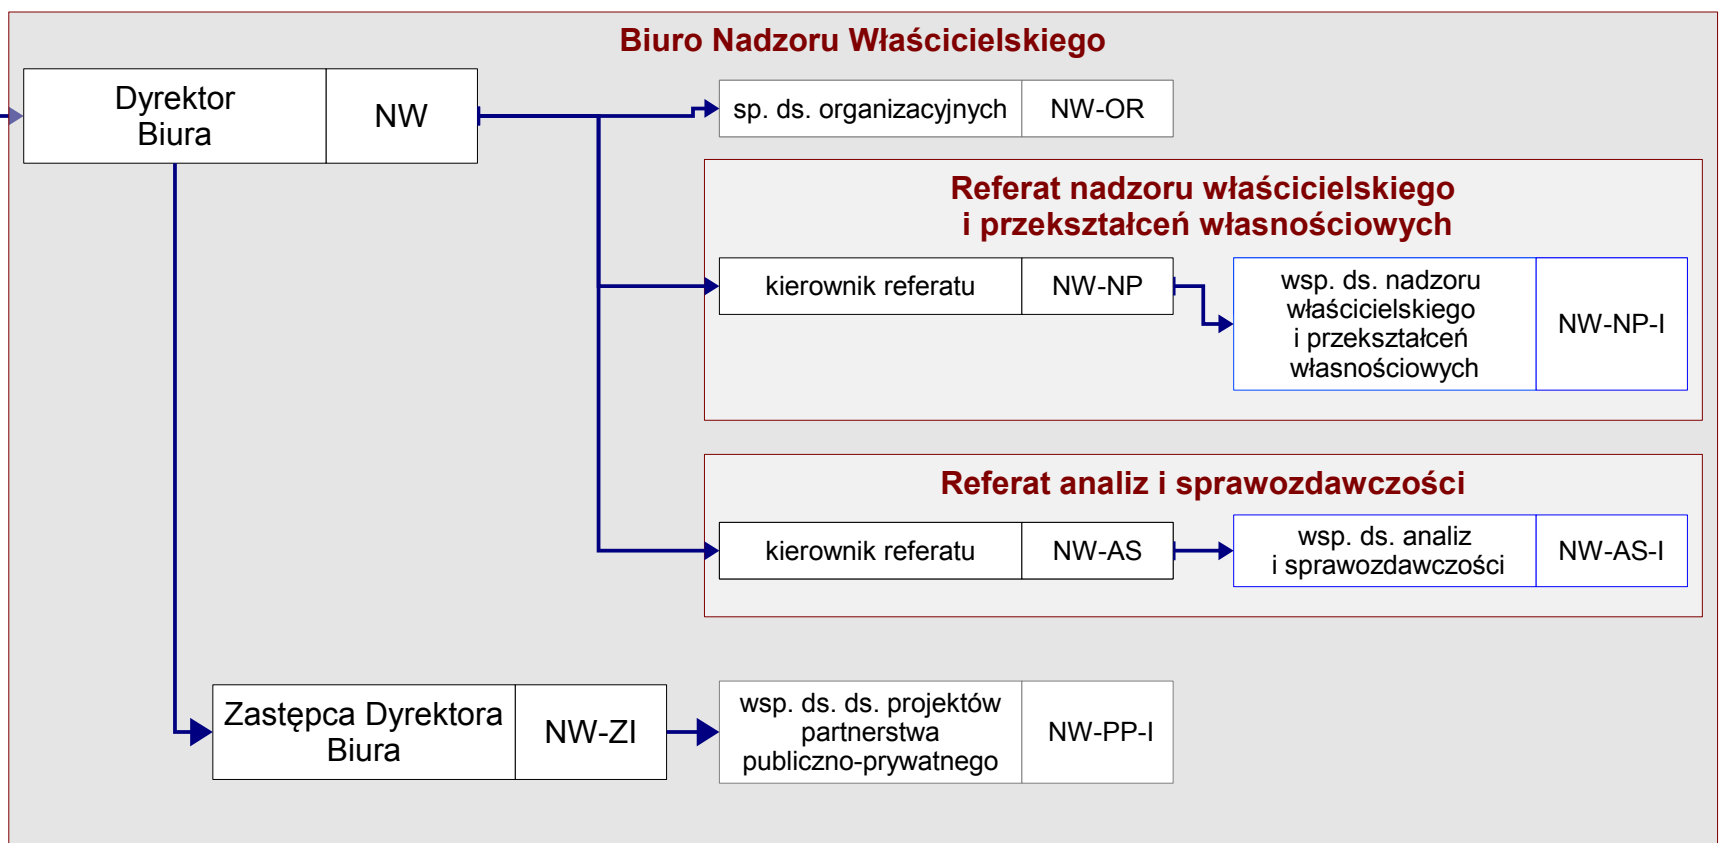 Biuro Nadzoru Właścicielskiego
Dyrektor
Biura
NW
sp. ds. organizacyjnych
NW-OR
Referat nadzoru właścicielskiego
i przekształceń własnościowych
kierownik referatu
NW-NP
wsp. ds. nadzoru
właścicielskiego
i przekształceń
własnościowych
NW-NP-I
Referat analiz i sprawozdawczości
kierownik referatu
NW-AS
wsp. ds. analiz
i sprawozdawczości
NW-AS-I
Zastępca Dyrektora
Biura
NW-ZI
wsp. ds. ds. projektów
partnerstwa
publiczno-prywatnego
NW-PP-I